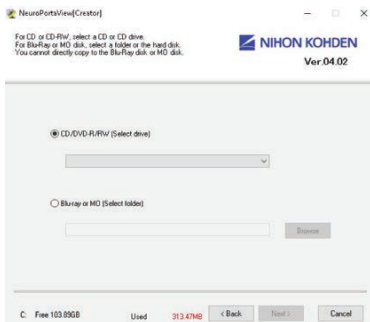 NeuroPortsView[Creator]
For CD or CD-RW, select a CD or CD drive.
For Blu-Ray or MO disk, select a folder or the hard disk.
You cannot directly copy to the Blu-Ray disk or MO disk.
NIHON KOHDEN
Ver.04.02
CD/DVD-R/RW (Select drive)
Blu-ray or MO (Select folder)
Browse
C: Free 103.89GB Used 313.47MB < Back Next > Cancel